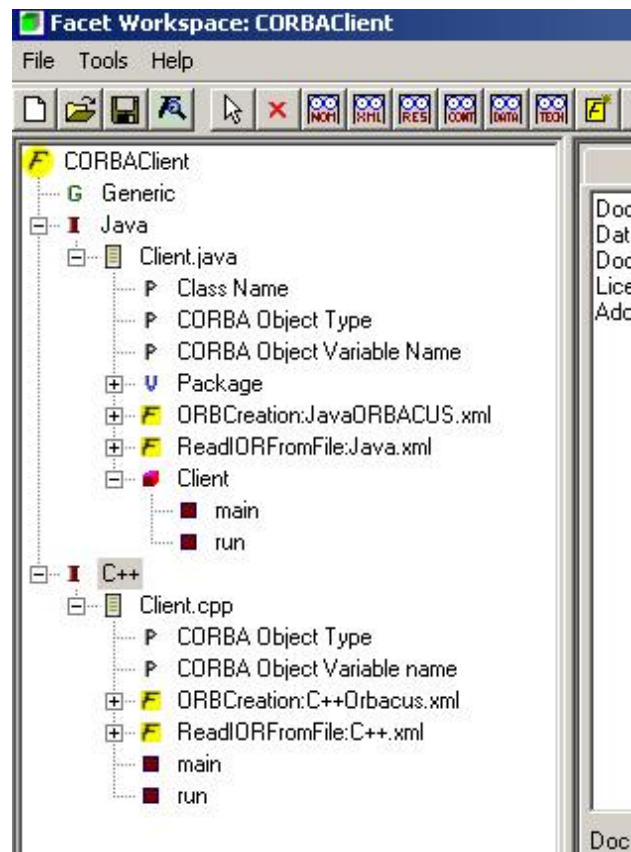 Facet Workspace: CORBAClient
File Tools Help
NOM XML RES CONT DATA TECH F
F CORBAClient
G Generic
I Java
Client.java
P Class Name
P CORBA Object Type
P CORBA Object Variable Name
V Package
F ORBCreation:JavaORBACUS.xml
F ReadIORFromFile:Java.xml
Client
main
run
I C++
Client.cpp
P CORBA Object Type
P CORBA Object Variable name
F ORBCreation:C++Orbacus.xml
F ReadIORFromFile:C++.xml
main
run
Doc
Dat
Doc
Lice
Doc